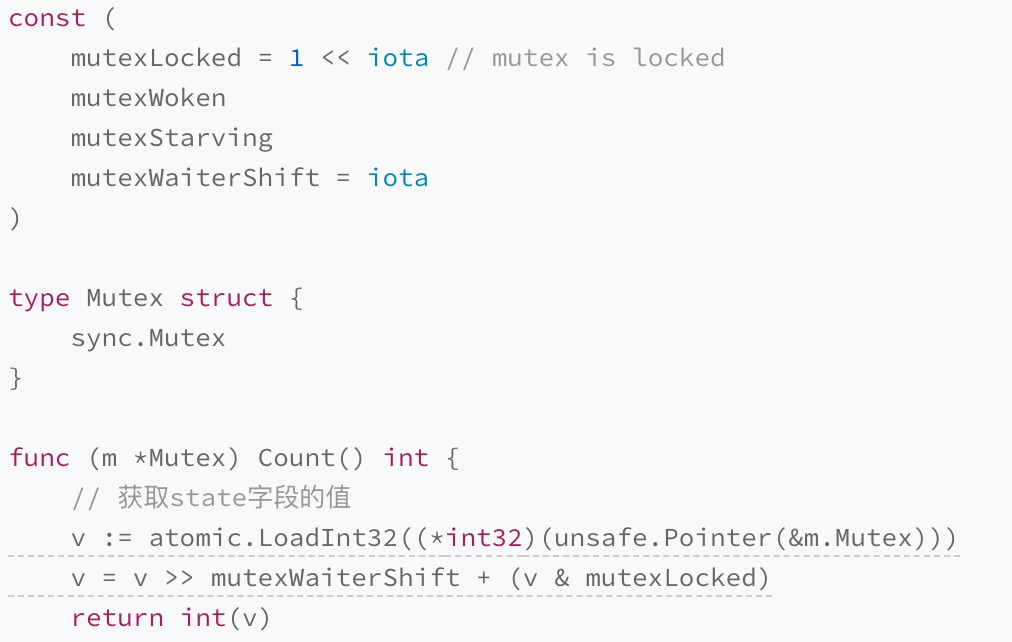 const (
    mutexLocked = 1 << iota // mutex is locked
    mutexWoken
    mutexStarving
    mutexWaiterShift = iota
)

type Mutex struct {
    sync.Mutex
}

func (m *Mutex) Count() int {
    // 获取state字段的值
    v := atomic.LoadInt32((*int32)(unsafe.Pointer(&m.Mutex)))
    v = v >> mutexWaiterShift + (v & mutexLocked)
    return int(v)